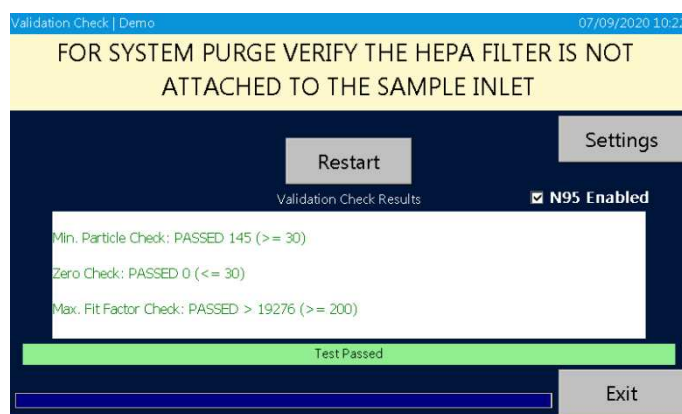 Validation Check | Demo
07/09/2020 10:22
FOR SYSTEM PURGE VERIFY THE HEPA FILTER IS NOT
ATTACHED TO THE SAMPLE INLET
Settings
Restart
Validation Check Results
N95 Enabled
Min. Particle Check: PASSED 145 (>= 30)
Zero Check: PASSED 0 (<= 30)
Max. Fit Factor Check: PASSED > 19276 (>= 200)
Test Passed
Exit